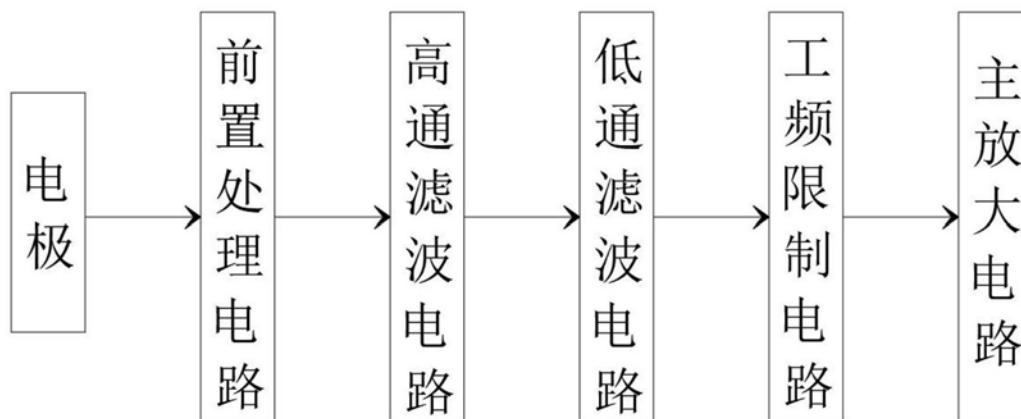 电极
前置处理电路
高通滤波电路
低通滤波电路
工频限制电路
主放大电路